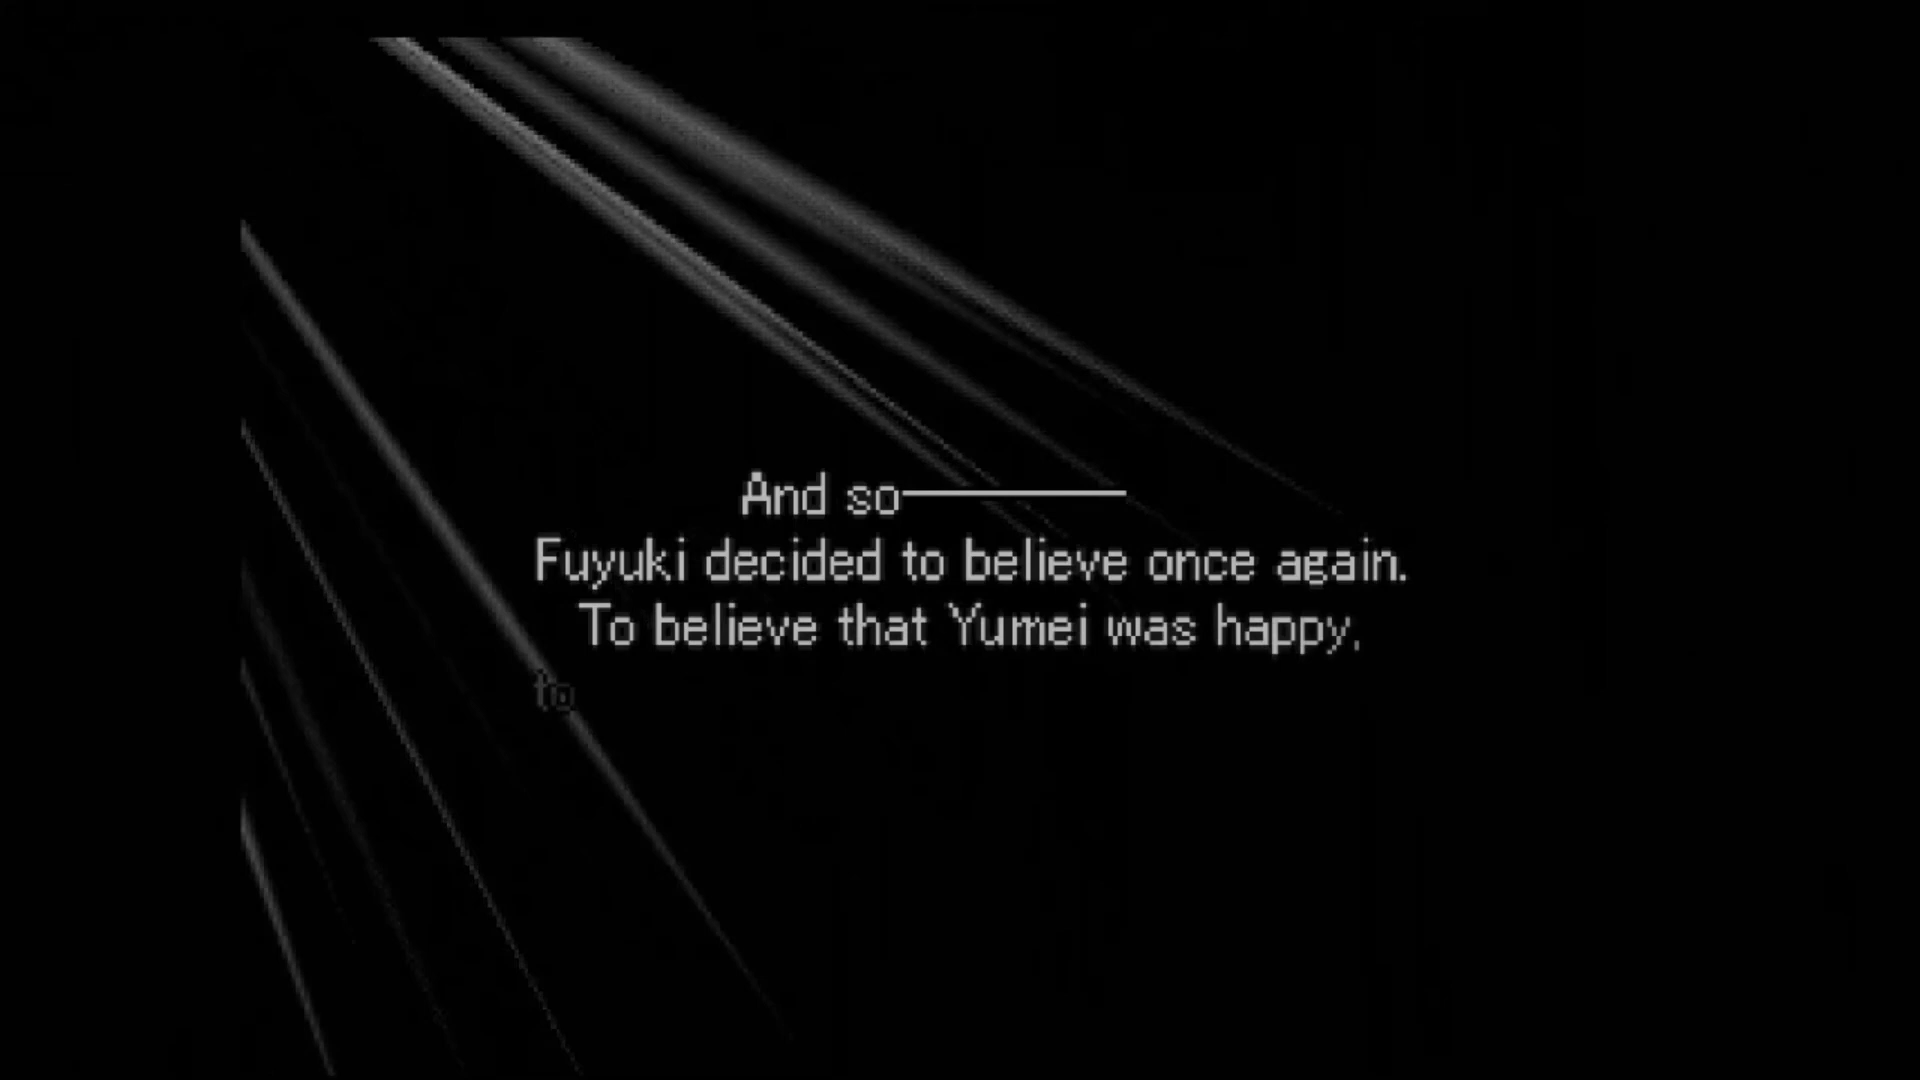 And so————
Fuyuki decided to believe once again.
To believe that Yumei was happy,
to